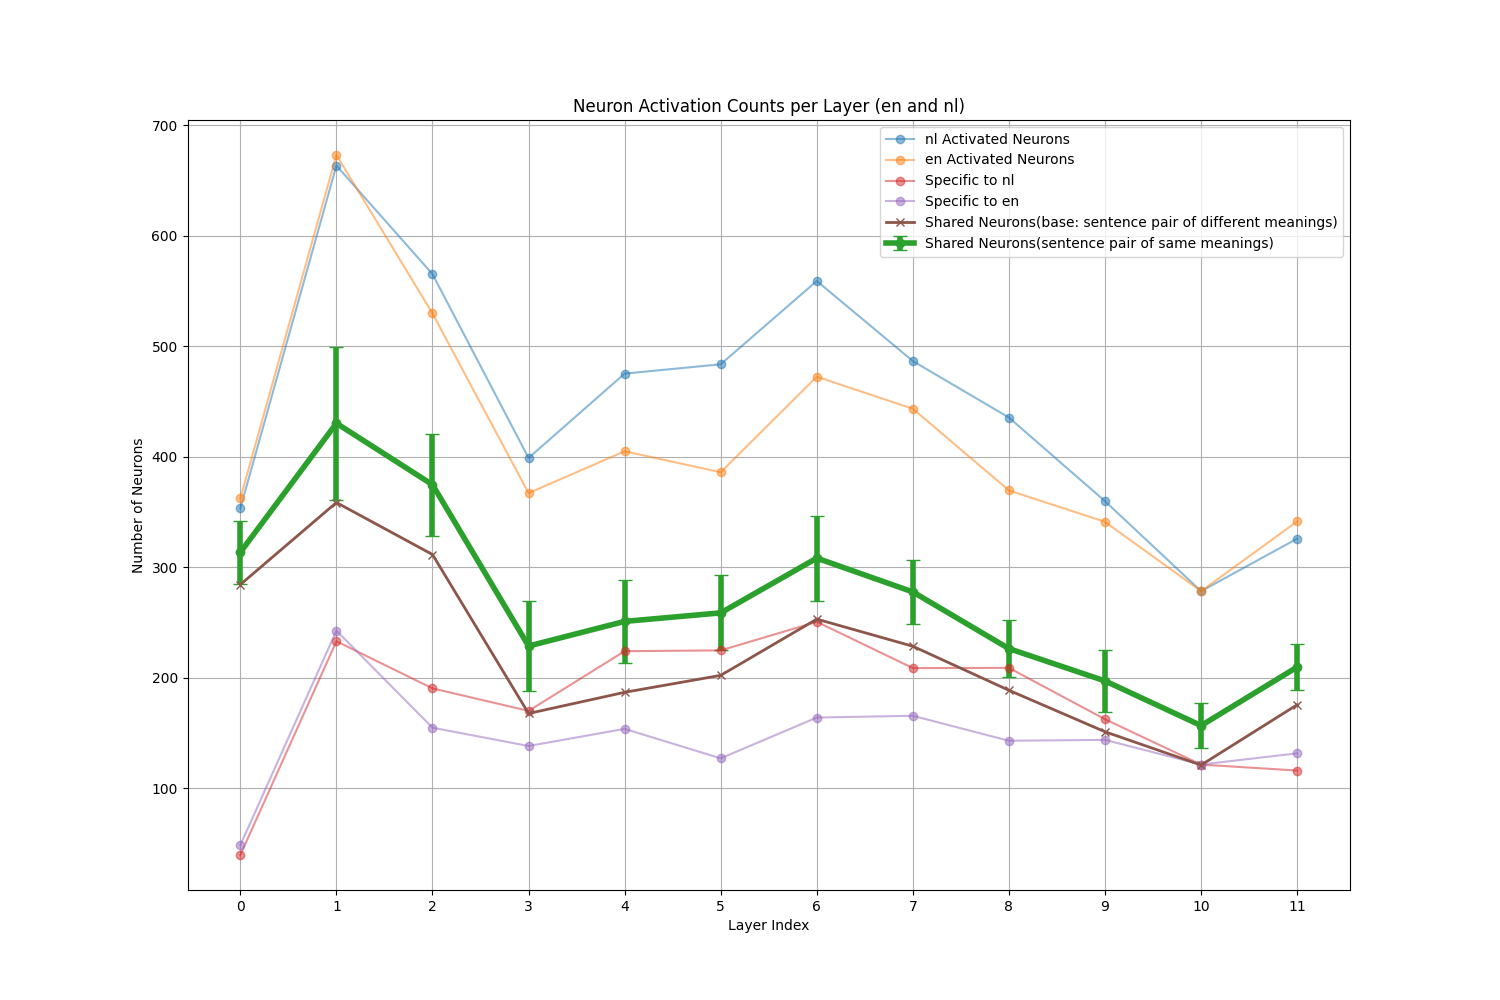 Neuron Activation Counts per Layer (en and nl)
nl Activated Neurons
en Activated Neurons
Specific to nl
Specific to en
Shared Neurons(base: sentence pair of different meanings)
Shared Neurons(sentence pair of same meanings)
Number of Neurons
700
600
500
400
300
200
100
0 1 2 3 4 5 6 7 8 9 10 11
Layer Index